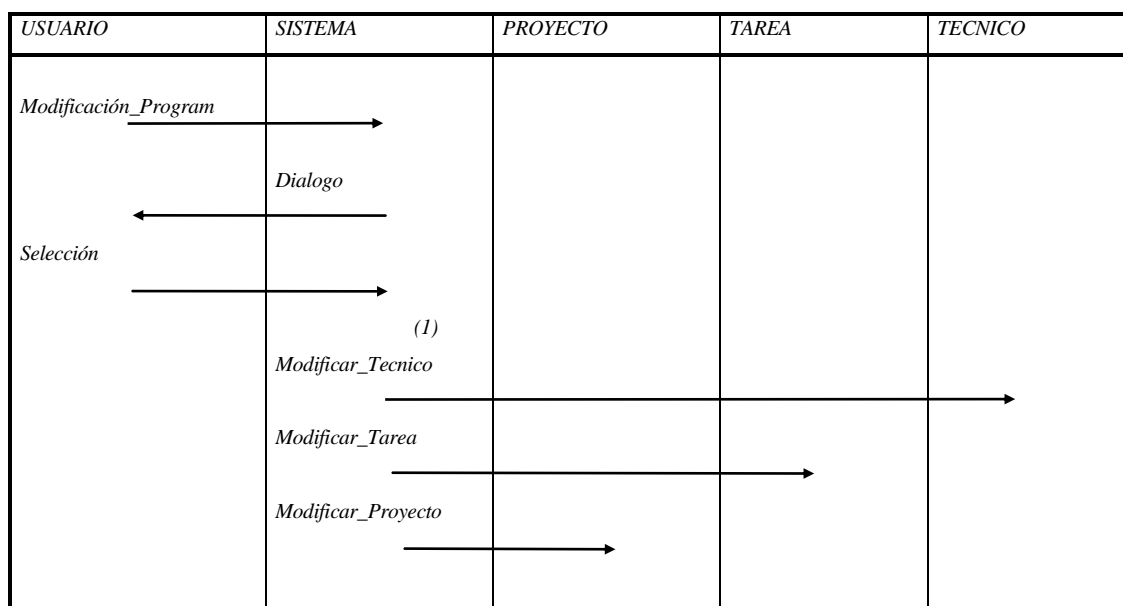 USUARIO SISTEMA PROYECTO TAREA TECNICO
Modificación_Program
Dialogo
Selección
(1)
Modificar_Tecnico
Modificar_Tarea
Modificar_Proyecto